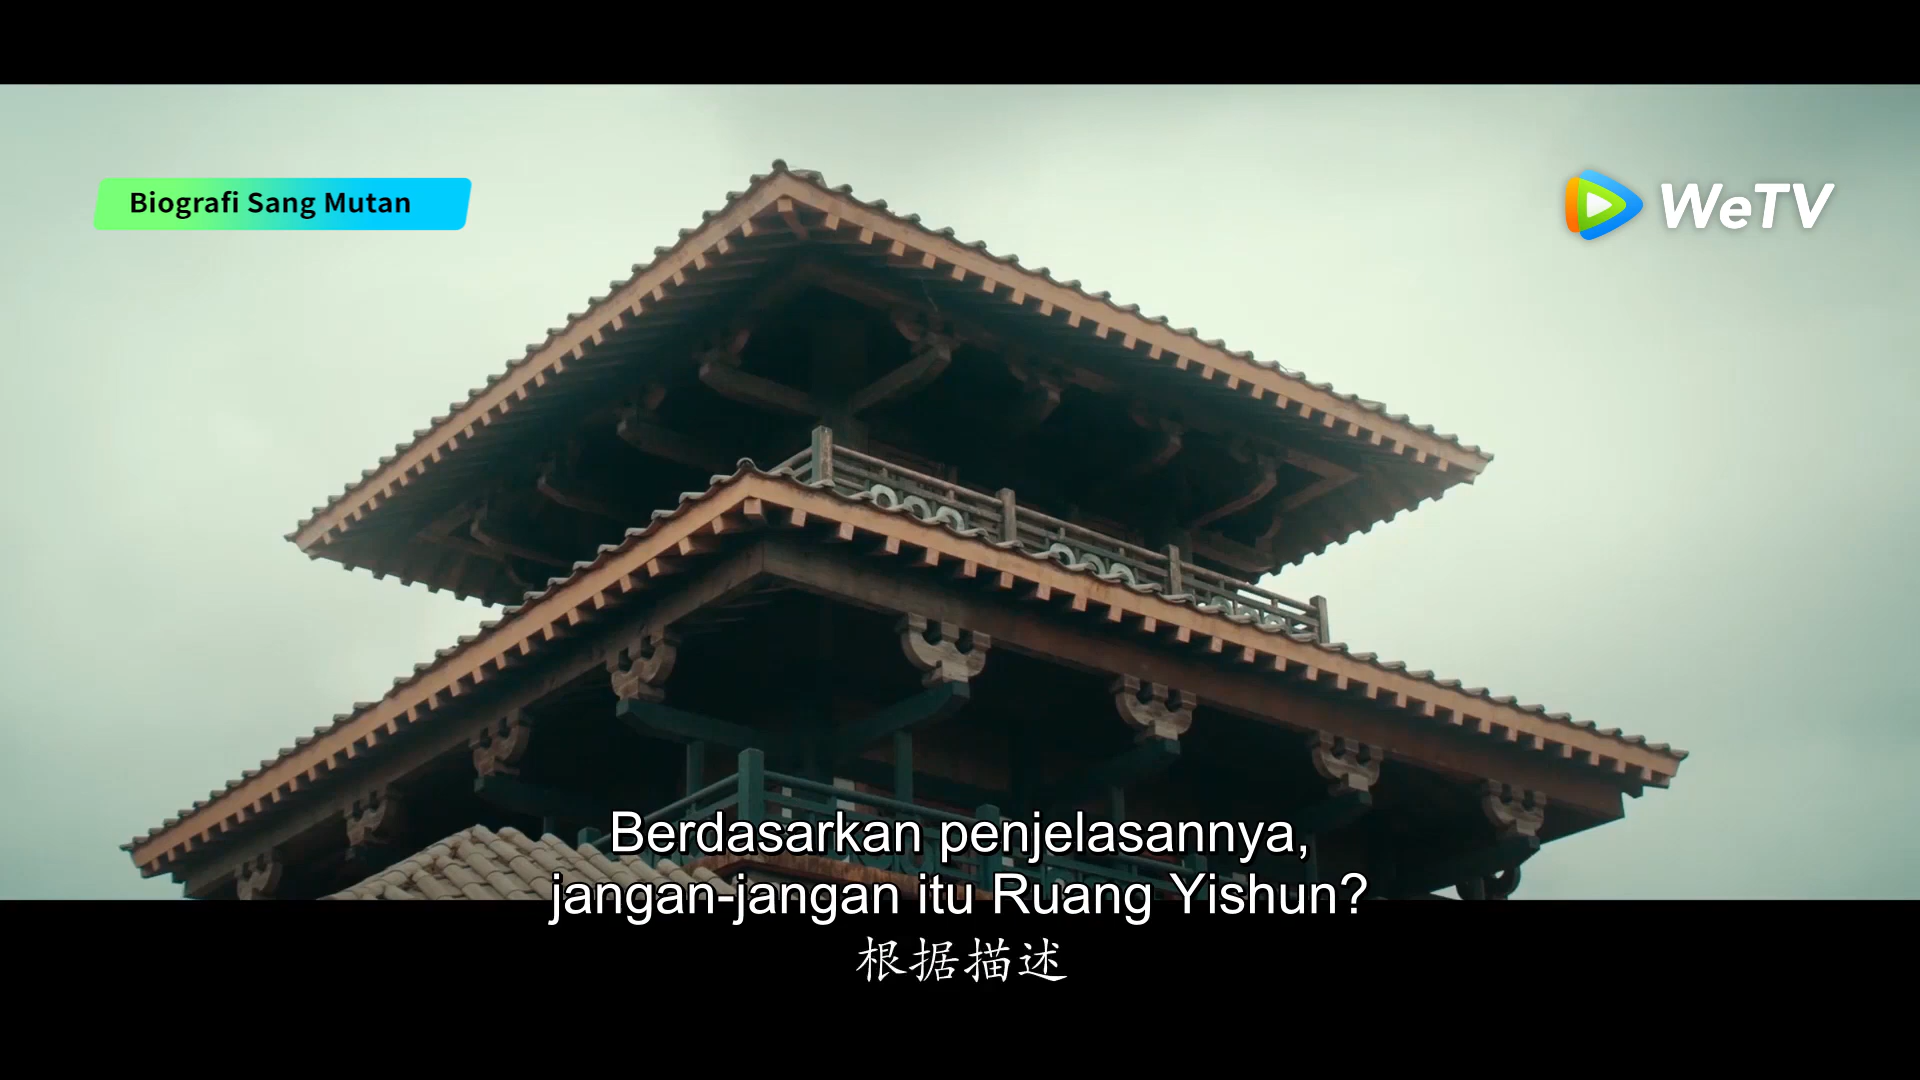 Biografi Sang Mutan
WeTV
Berdasarkan penjelasannya,
jangan-jangan itu Ruang Yishun?
根据描述